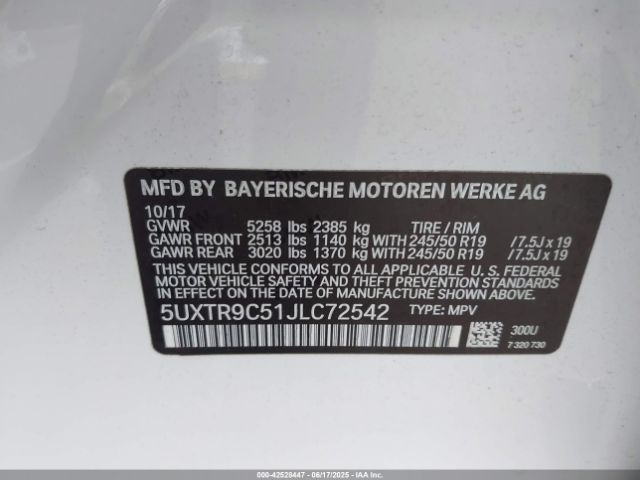 MFD BY BAYERISCHE MOTOREN WERKE AG
10/17
GVWR 5258 lbs 2385 kg TIRE / RIM
GAWR FRONT 2513 lbs 1140 kg WITH 245/50 R19 / 7.5J x 19
GAWR REAR 3020 lbs 1370 kg WITH 245/50 R19 / 7.5J x 19
THIS VEHICLE CONFORMS TO ALL APPLICABLE U. S. FEDERAL
MOTOR VEHICLE SAFETY AND THEFT PREVENTION STANDARDS
IN EFFECT ON THE DATE OF MANUFACTURE SHOWN ABOVE.
5UXTR9C51JLC72542 TYPE: MPV
300U
7 320 730
000-42528447 - 06/17/2025 - COPYRIGHT IAA, LLC.